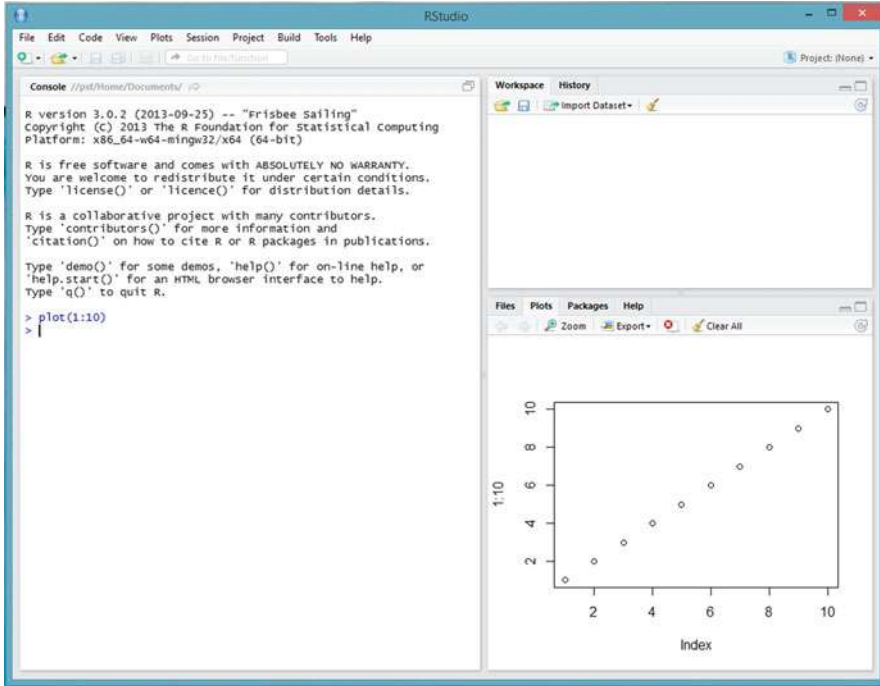 RStudio
File Edit Code View Plots Session Project Build Tools Help
Go to file/function
Project: (None)
Console //psf/Home/Documents/
R version 3.0.2 (2013-09-25) -- "Frisbee Sailing"
Copyright (C) 2013 The R Foundation for Statistical Computing
Platform: x86_64-w64-mingw32/x64 (64-bit)
R is free software and comes with ABSOLUTELY NO WARRANTY.
You are welcome to redistribute it under certain conditions.
Type 'license()' or 'licence()' for distribution details.
R is a collaborative project with many contributors.
Type 'contributors()' for more information and
'citation()' on how to cite R or R packages in publications.
Type 'demo()' for some demos, 'help()' for on-line help, or
'help.start()' for an HTML browser interface to help.
Type 'q()' to quit R.
> plot(1:10)
>
Workspace History
Import Dataset
Files Plots Packages Help
Zoom Export Clear All
10
8
6
4
2
1:10
2 4 6 8 10
Index